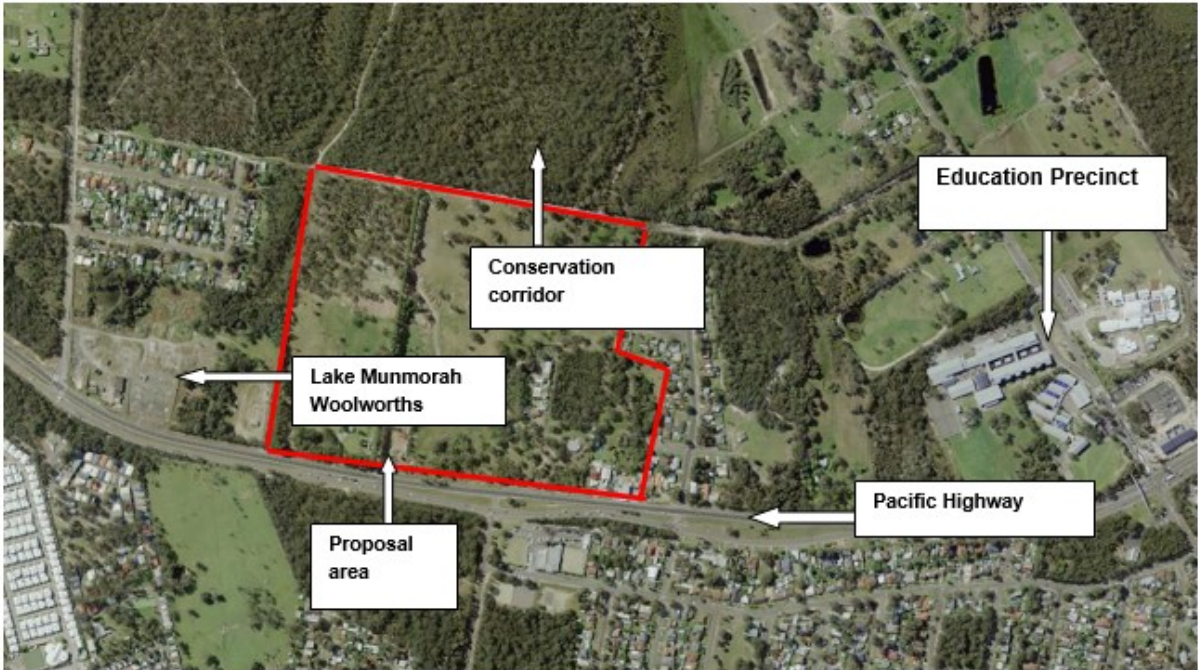 Education Precinct
Conservation
corridor
Lake Munmorah
Woolworths
Pacific Highway
Proposal
area